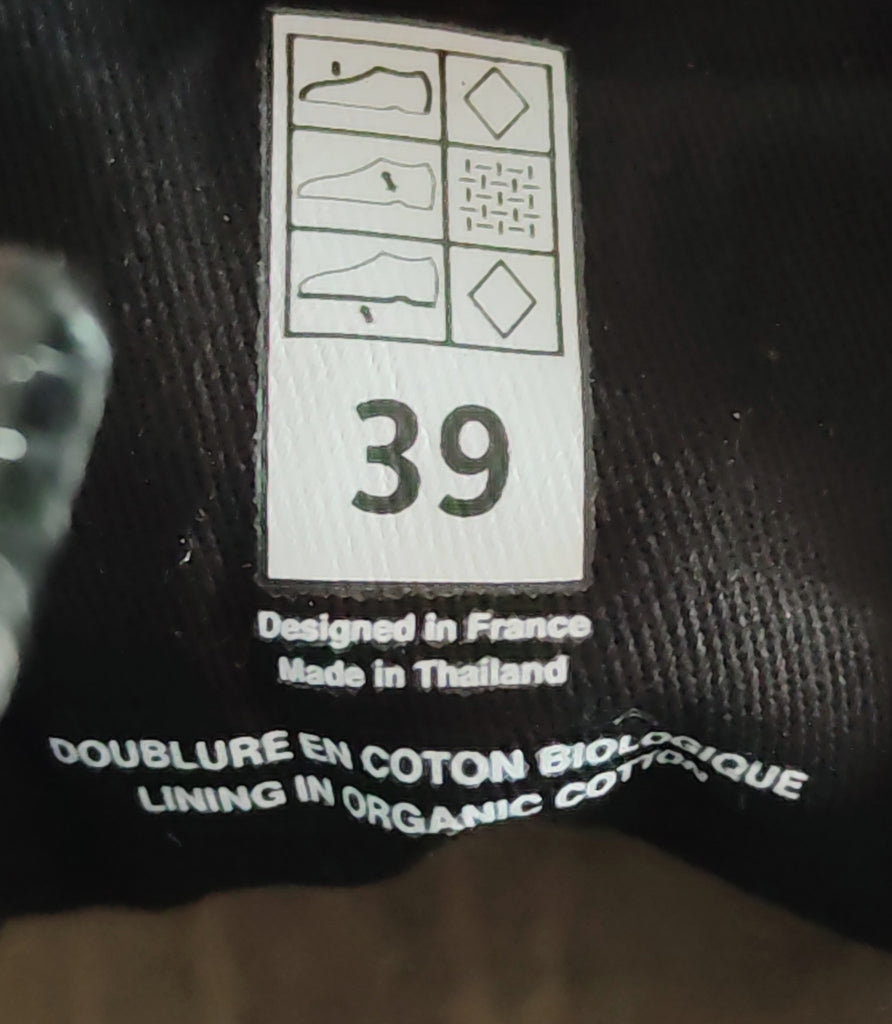 39
Designed in France
Made in Thailand
DOUBLURE EN COTON BIOLOGIQUE
LINING IN ORGANIC COTTON